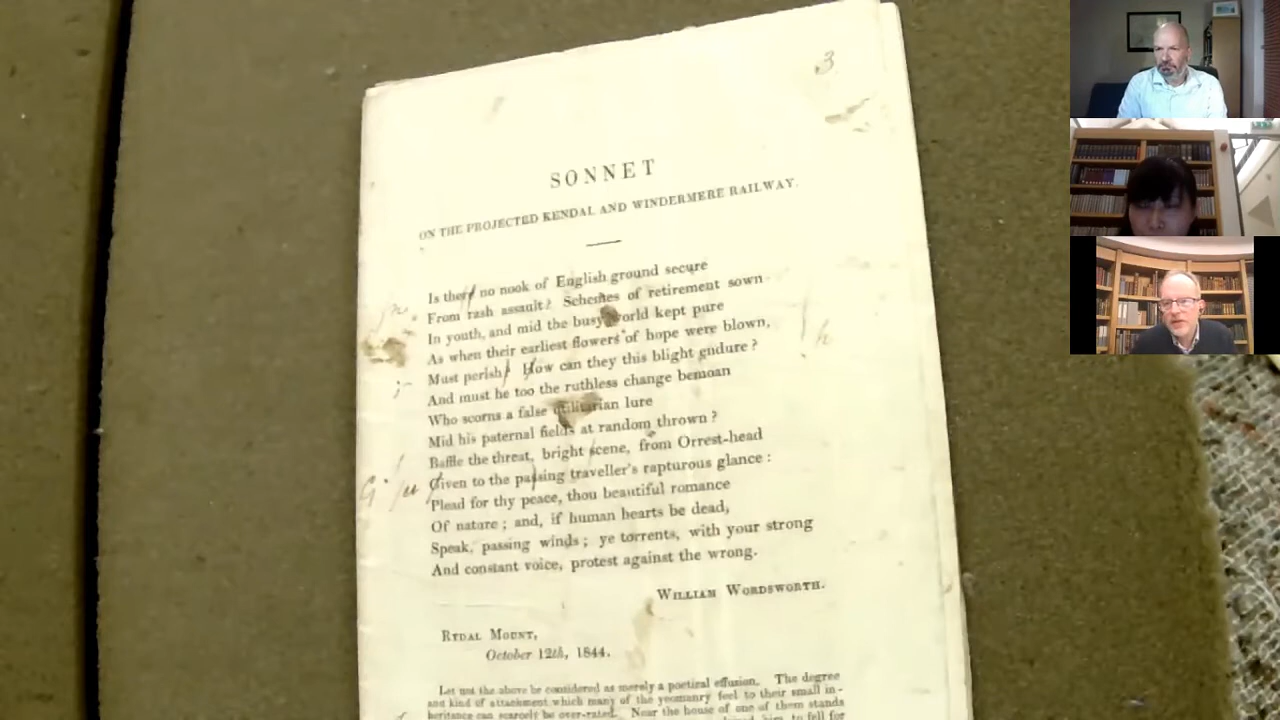 3
SONNET
ON THE PROJECTED KENDAL AND WINDERMERE RAILWAY.
Is there no nook of English ground secure
From rash assault? Schemes of retirement sown
In youth, and mid the busy world kept pure
As when their earliest flowers of hope were blown,
Must perish; How can they this blight endure?
And must he too the ruthless change bemoan
Who scorns a false utilitarian lure
Mid his paternal fields at random thrown?
Baffle the threat, bright scene, from Orrest-head
Given to the passing traveller's rapturous glance:
Plead for thy peace, thou beautiful romance
Of nature; and, if human hearts be dead,
Speak, passing winds; ye torrents, with your strong
And constant voice, protest against the wrong.
WILLIAM WORDSWORTH.
RYDAL MOUNT,
October 12th, 1844.
Let not the above be considered as merely a poetical effusion. The degree
and kind of attachment which many of the yeomanry feel to their small in-
heritance can scarcely be over-rated. Near the house of one of them stands
him to fell for